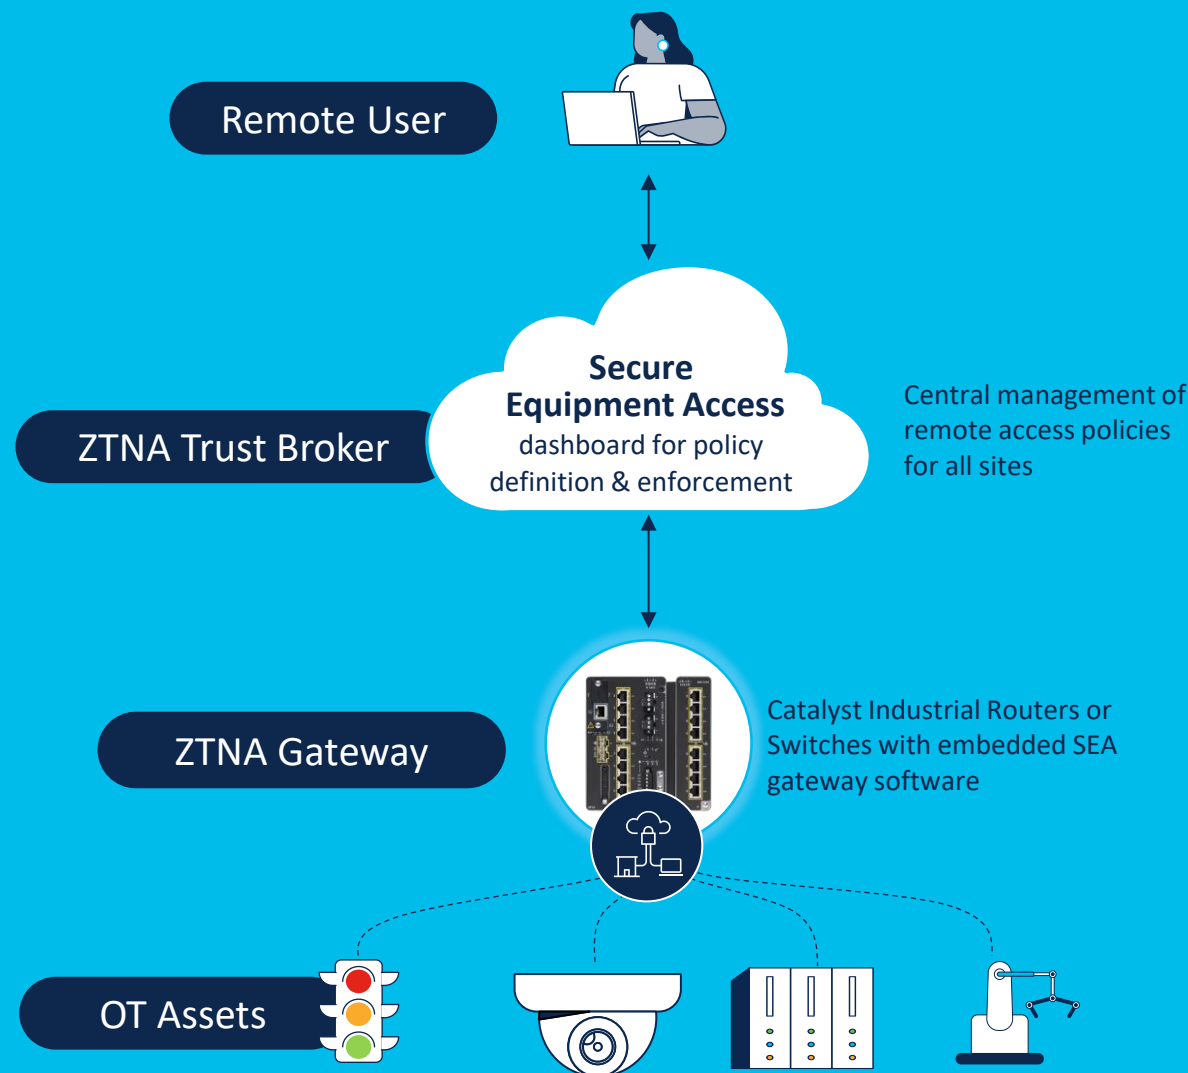 Remote User
Secure
Equipment Access
dashboard for policy
definition & enforcement
ZTNA Trust Broker
Central management of
remote access policies
for all sites
ZTNA Gateway
Catalyst Industrial Routers or
Switches with embedded SEA
gateway software
OT Assets